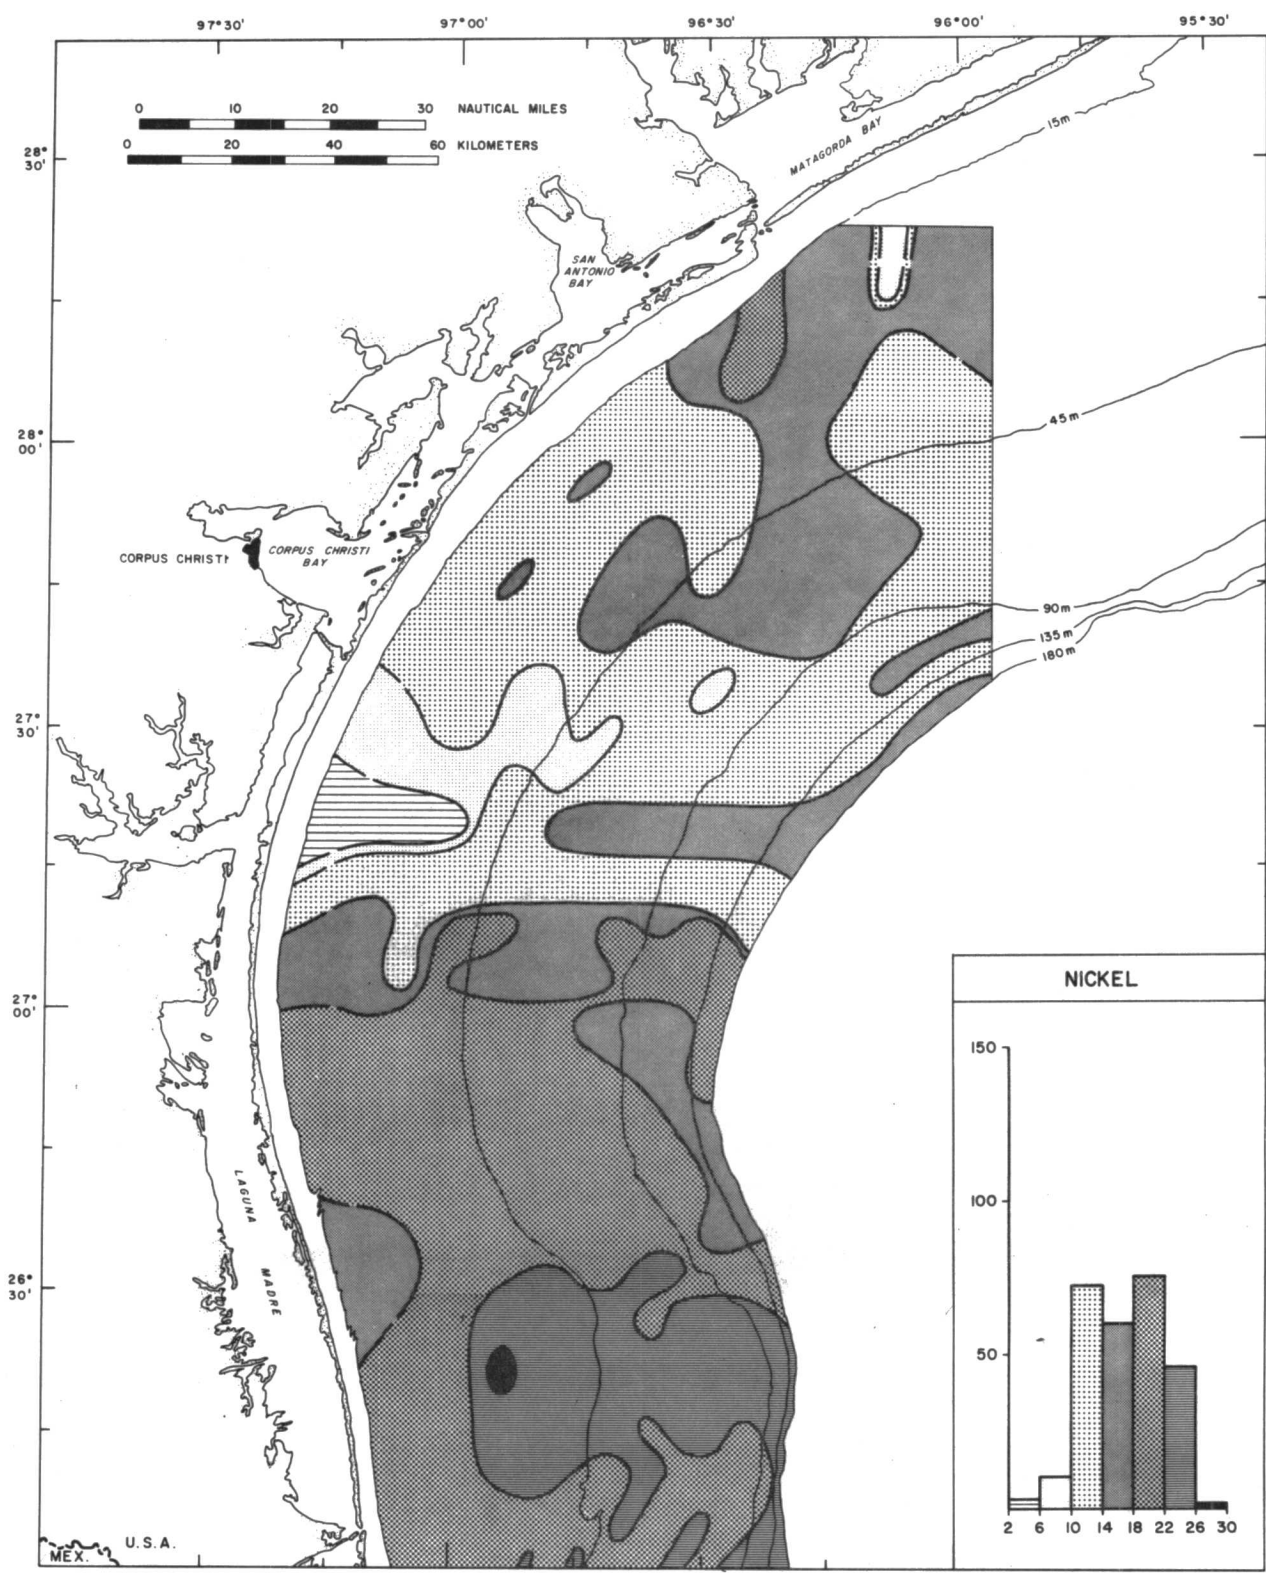 97°30' 97°00' 96°30' 96°00' 95°30'
0 10 20 30 NAUTICAL MILES
0 20 40 60 KILOMETERS
28°
30'
MATAGORDA BAY
15m
SAN
ANTONIO
BAY
28°
00'
45m
CORPUS CHRISTI
CORPUS CHRISTI
BAY
90m
135m
180m
27°
30'
27°
00'
NICKEL
150
100
50
2 6 10 14 18 22 26 30
LAGUNA
MADRE
26°
30'
U.S.A.
MEX.